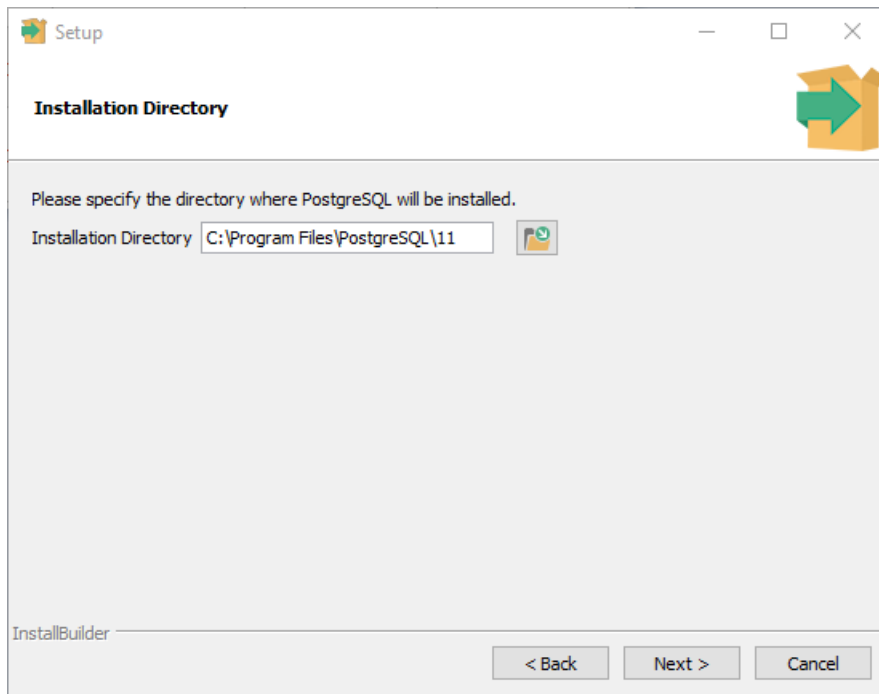 Setup
Installation Directory
Please specify the directory where PostgreSQL will be installed.
Installation Directory C:\Program Files\PostgreSQL\11
InstallBuilder
< Back Next > Cancel